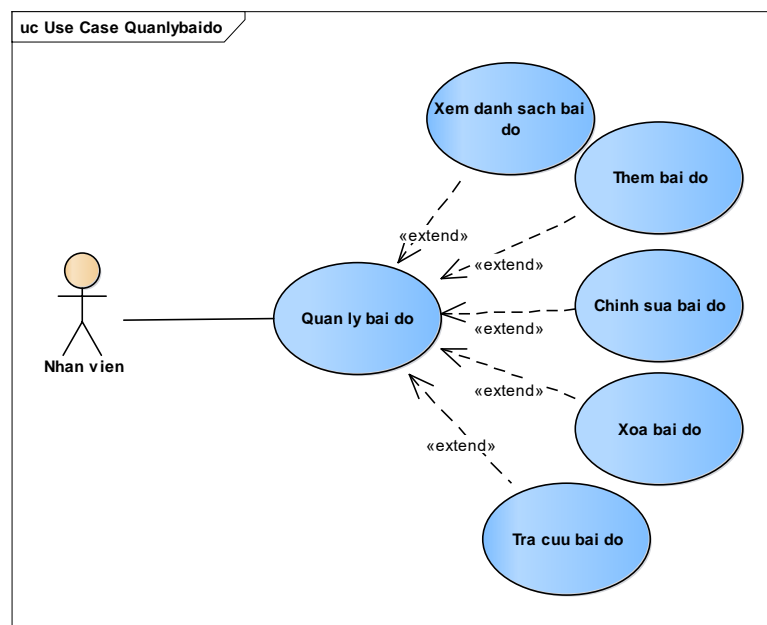 uc Use Case Quanlybaido
Xem danh sach bai
do
Them bai do
«extend»
«extend»
Chinh sua bai do
Quan ly bai do
«extend»
Nhan vien
«extend»
Xoa bai do
«extend»
Tra cuu bai do